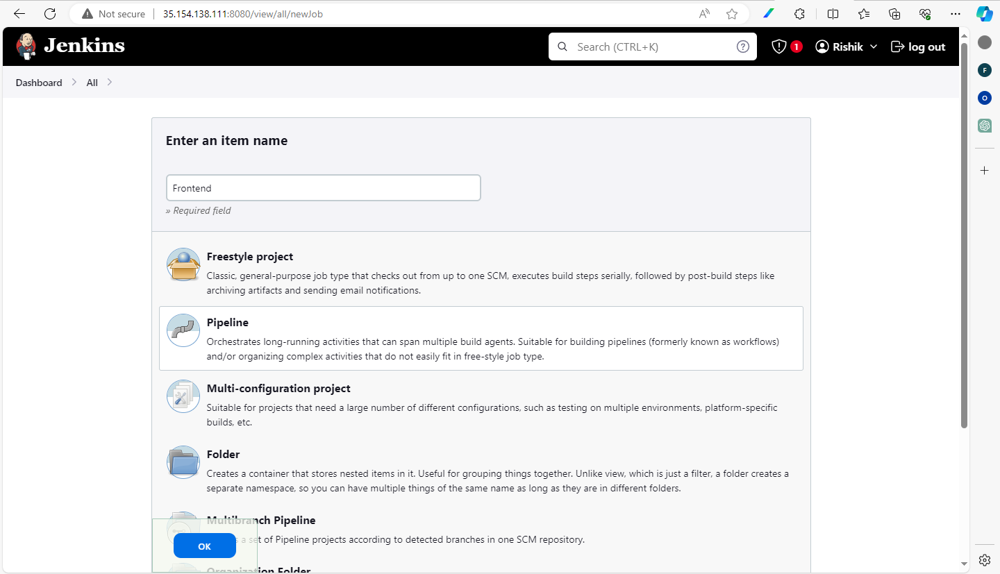 Not secure | 35.154.138.111:8080/view/all/newJob
Jenkins
Search (CTRL+K)
?
1
Rishik
log out
F
O
Dashboard
All
Enter an item name
Frontend
» Required field
Freestyle project
Classic, general-purpose job type that checks out from up to one SCM, executes build steps serially, followed by post-build steps like
archiving artifacts and sending email notifications.
Pipeline
Orchestrates long-running activities that can span multiple build agents. Suitable for building pipelines (formerly known as workflows)
and/or organizing complex activities that do not easily fit in free-style job type.
Multi-configuration project
Suitable for projects that need a large number of different configurations, such as testing on multiple environments, platform-specific
builds, etc.
Folder
Creates a container that stores nested items in it. Useful for grouping things together. Unlike view, which is just a filter, a folder creates a
separate namespace, so you can have multiple things of the same name as long as they are in different folders.
Multibranch Pipeline
a set of Pipeline projects according to detected branches in one SCM repository.
OK
Organization Folder